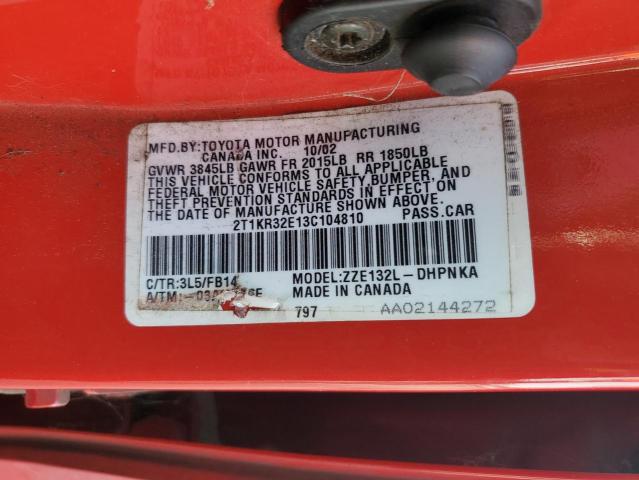 MFD.BY:TOYOTA MOTOR MANUFACTURING
CANADA INC. 10/02
GVWR 3845LB GAWR FR 2015LB RR 1850LB
THIS VEHICLE CONFORMS TO ALL APPLICABLE
FEDERAL MOTOR VEHICLE SAFETY, BUMPER, AND
THEFT PREVENTION STANDARDS IN EFFECT ON
THE DATE OF MANUFACTURE SHOWN ABOVE.
2T1KR32E13C104810 PASS.CAR
C/TR:3L5/FB14 MODEL:ZZE132L-DHPNKA
A/TM: MADE IN CANADA
797 AA02144272